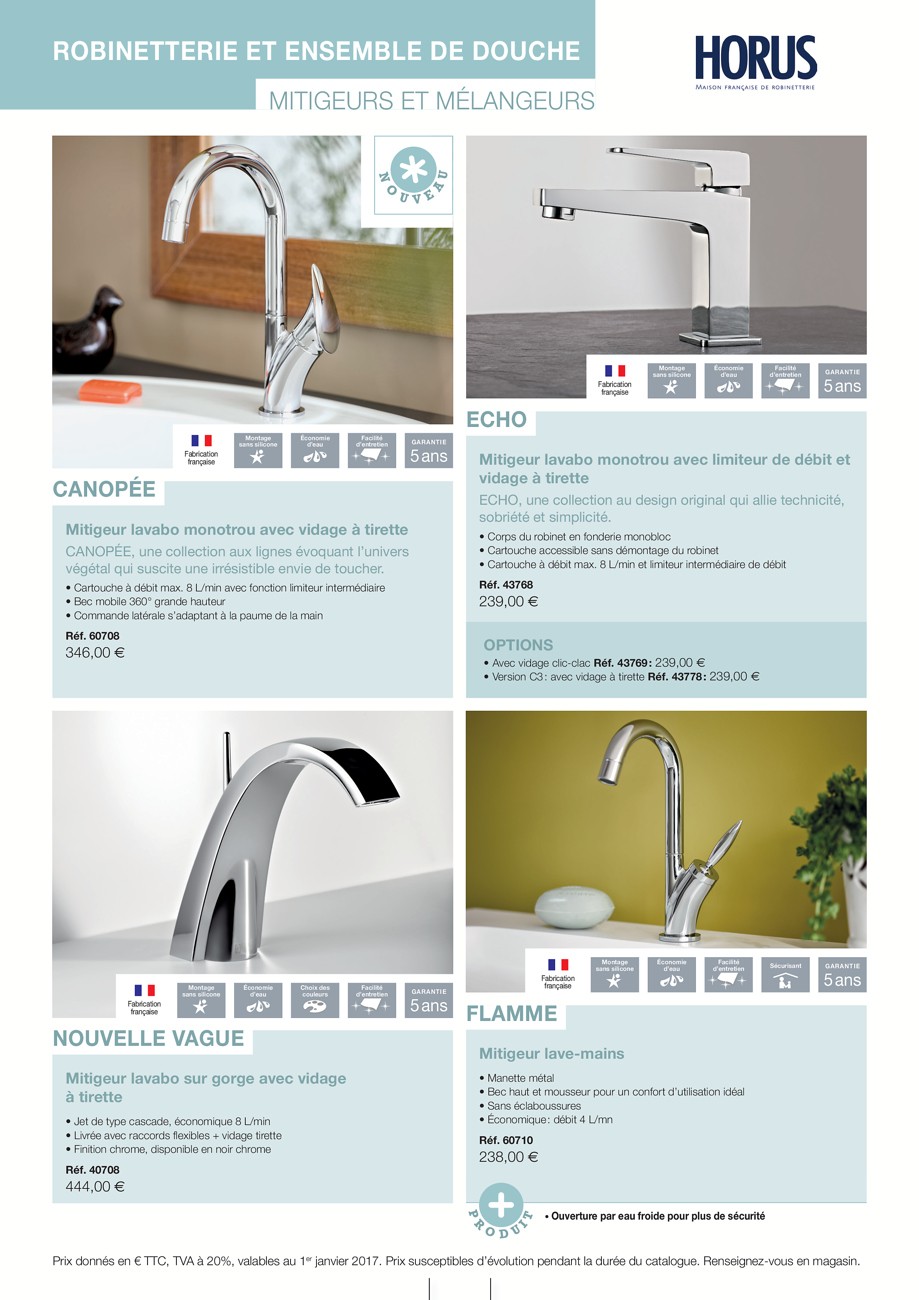 ROBINETTERIE ET ENSEMBLE DE DOUCHE
MITIGEURS ET MÉLANGEURS
HORUS
MAISON FRANÇAISE DE ROBINETTERIE
NOUVEAU
Fabrication
française
Montage
sans silicone
Économie
d'eau
Facilité
d'entretien
GARANTIE
5 ans
CANOPÉE
Mitigeur lavabo monotrou avec vidage à tirette
CANOPÉE, une collection aux lignes évoquant l'univers
végétal qui suscite une irrésistible envie de toucher.
• Cartouche à débit max. 8 L/min avec fonction limiteur intermédiaire
• Bec mobile 360° grande hauteur
• Commande latérale s'adaptant à la paume de la main
Réf. 60708
346,00 €
Fabrication
française
Montage
sans silicone
Économie
d'eau
Facilité
d'entretien
GARANTIE
5 ans
ECHO
Mitigeur lavabo monotrou avec limiteur de débit et
vidage à tirette
ECHO, une collection au design original qui allie technicité,
sobriété et simplicité.
• Corps du robinet en fonderie monobloc
• Cartouche accessible sans démontage du robinet
• Cartouche à débit max. 8 L/min et limiteur intermédiaire de débit
Réf. 43768
239,00 €
OPTIONS
• Avec vidage clic-clac Réf. 43769 : 239,00 €
• Version C3 : avec vidage à tirette Réf. 43778 : 239,00 €
Fabrication
française
Montage
sans silicone
Économie
d'eau
Choix des
couleurs
Facilité
d'entretien
GARANTIE
5 ans
NOUVELLE VAGUE
Mitigeur lavabo sur gorge avec vidage
à tirette
• Jet de type cascade, économique 8 L/min
• Livrée avec raccords flexibles + vidage tirette
• Finition chrome, disponible en noir chrome
Réf. 40708
444,00 €
Fabrication
française
Montage
sans silicone
Économie
d'eau
Facilité
d'entretien
Sécurisant
GARANTIE
5 ans
FLAMME
Mitigeur lave-mains
• Manette métal
• Bec haut et mousseur pour un confort d'utilisation idéal
• Sans éclaboussures
• Économique : débit 4 L/mn
Réf. 60710
238,00 €
+
PRODUIT
• Ouverture par eau froide pour plus de sécurité
Prix donnés en € TTC, TVA à 20%, valables au 1er janvier 2017. Prix susceptibles d'évolution pendant la durée du catalogue. Renseignez-vous en magasin.